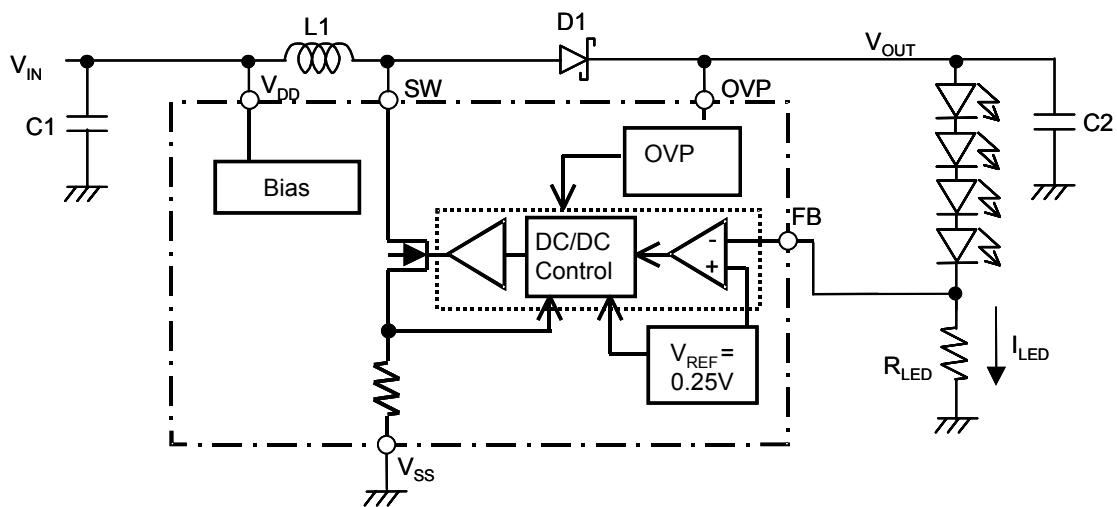 L1
D1
V_IN
V_OUT
V_DD
SW
OVP
C1
C2
OVP
Bias
FB
DC/DC
Control
-
+
V_REF =
0.25V
R_LED
I_LED
V_SS